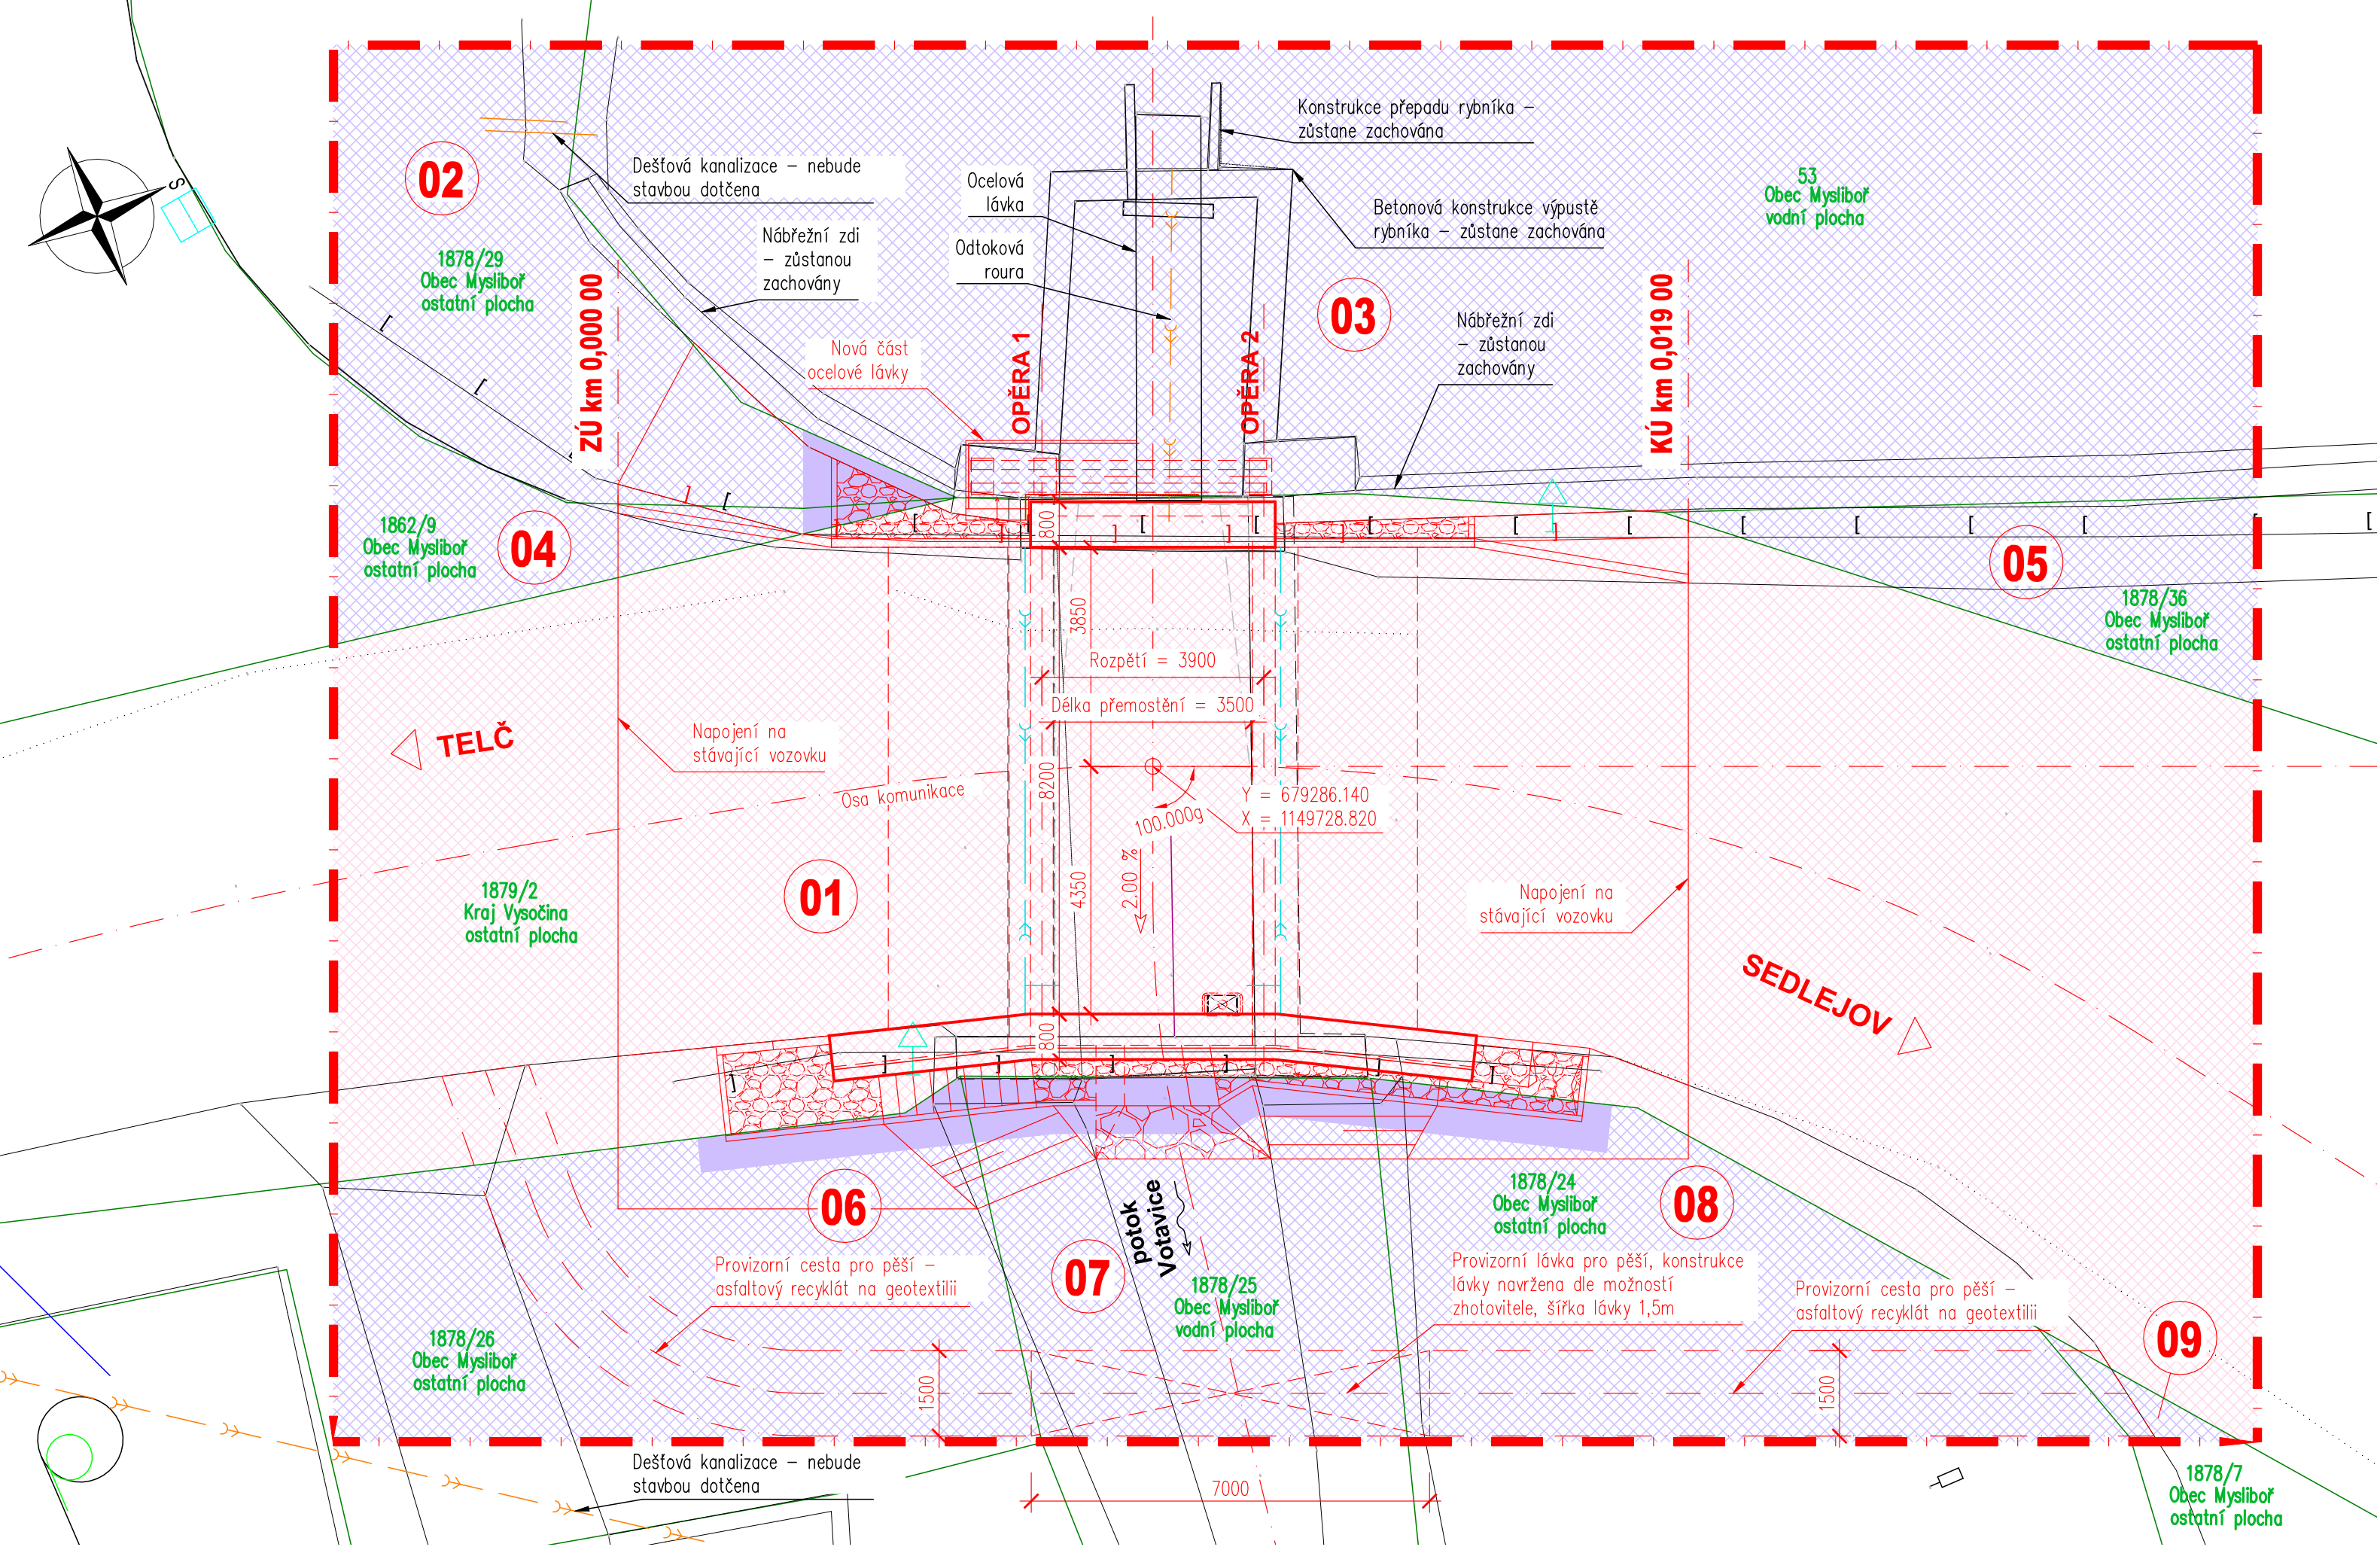 Konstrukce přepadu rybníka –
zůstane zachována
02
Dešťová kanalizace – nebude
stavbou dotčena
S
Ocelová
lávka
53
Obec Mysliboř
vodní plocha
Betonová konstrukce výpustě
rybníka – zůstane zachována
Nábřežní zdi
– zůstanou
zachovány
Odtoková
roura
1878/29
Obec Mysliboř
ostatní plocha
ZÚ km 0,000 00
KÚ km 0,019 00
03
Nábřežní zdi
– zůstanou
zachovány
Nová část
ocelové lávky
OPĚRA 1
OPĚRA 2
1862/9
Obec Mysliboř
ostatní plocha
04
800
05
1878/36
Obec Mysliboř
ostatní plocha
3850
Rozpětí = 3900
Délka přemostění = 3500
TELČ
Napojení na
stávající vozovku
Osa komunikace
8200
Y = 679286.140
X = 1149728.820
100.000g
2.00 %
4350
1879/2
Kraj Vysočina
ostatní plocha
01
Napojení na
stávající vozovku
SEDLEJOV
800
06
potok
Votavice
1878/24
Obec Mysliboř
ostatní plocha
08
Provizorní cesta pro pěší –
asfaltový recyklát na geotextilii
07
1878/25
Obec Mysliboř
vodní plocha
Provizorní lávka pro pěší, konstrukce
lávky navržena dle možností
zhotovitele, šířka lávky 1,5m
Provizorní cesta pro pěší –
asfaltový recyklát na geotextilii
09
1878/26
Obec Mysliboř
ostatní plocha
1500
1500
Dešťová kanalizace – nebude
stavbou dotčena
7000
1878/7
Obec Mysliboř
ostatní plocha